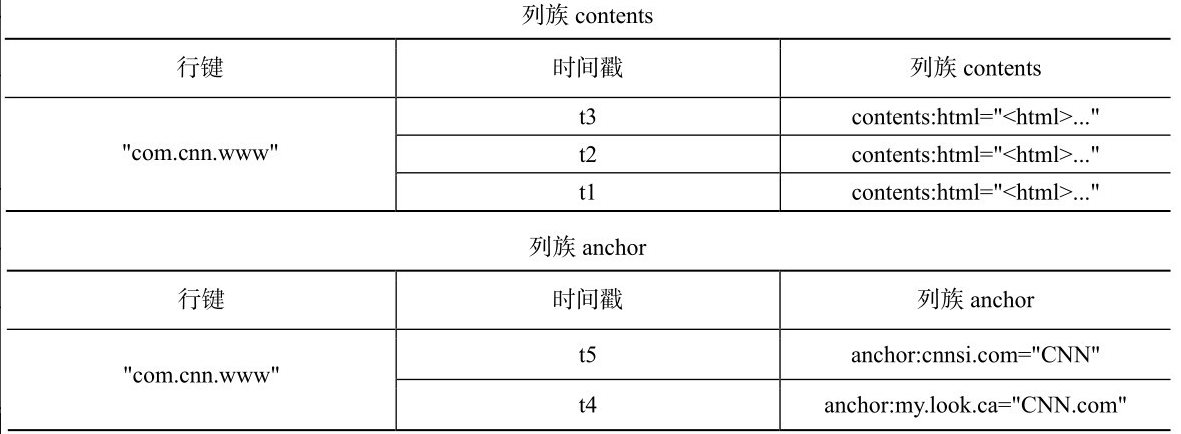 列族 contents
行键 时间戳 列族 contents
"com.cnn.www"
t3 contents:html="<html>..."
t2 contents:html="<html>..."
t1 contents:html="<html>..."
列族 anchor
行键 时间戳 列族 anchor
"com.cnn.www"
t5 anchor:cnnsi.com="CNN"
t4 anchor:my.look.ca="CNN.com"